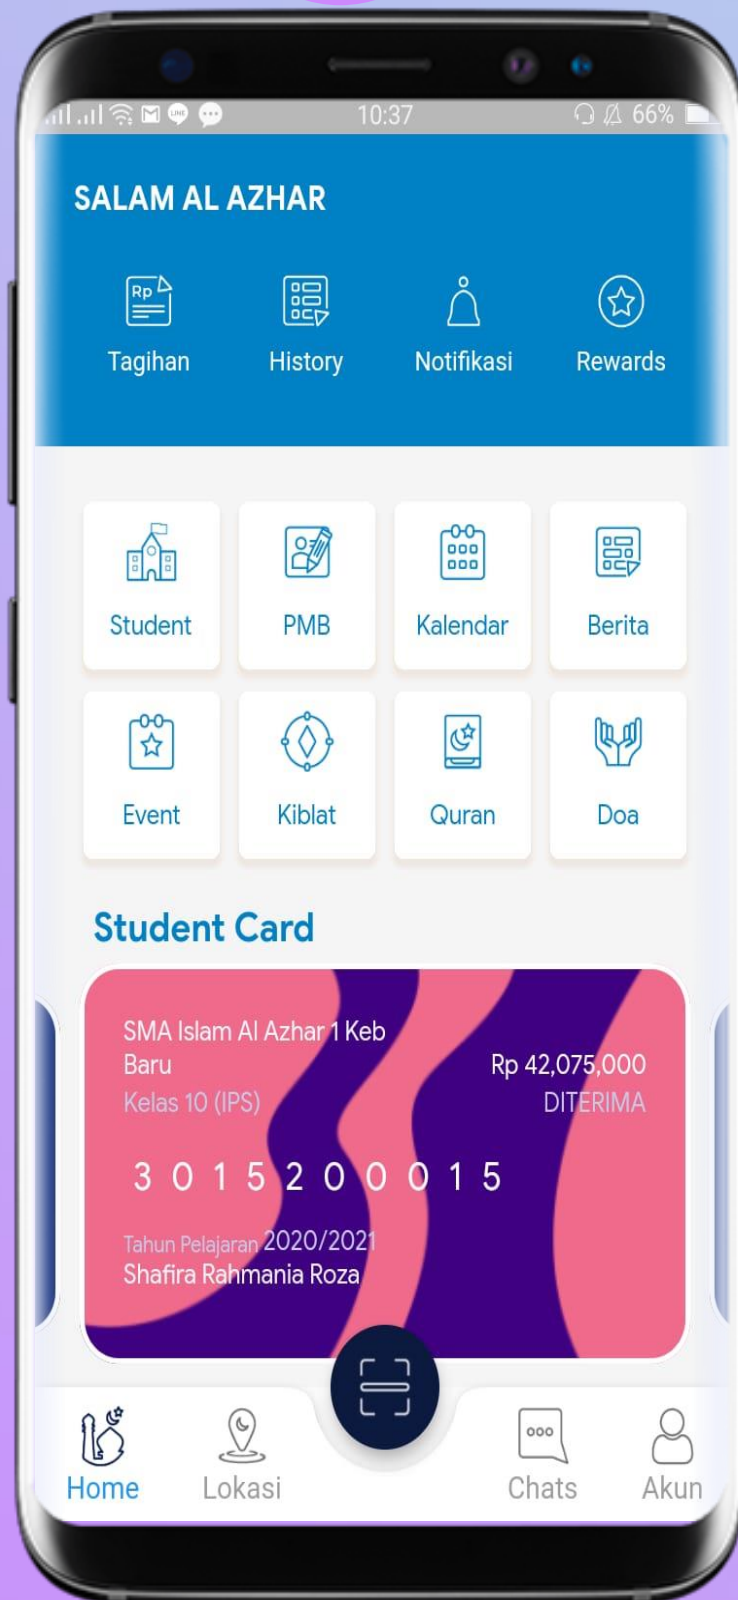 10:37
66%
SALAM AL AZHAR
Rp
Tagihan
History
Notifikasi
Rewards
Student
PMB
Kalendar
Berita
Event
Kiblat
Quran
Doa
Student Card
SMA Islam Al Azhar 1 Keb
Baru
Rp 42,075,000
Kelas 10 (IPS)
DITERIMA
3 0 1 5 2 0 0 0 1 5
Tahun Pelajaran 2020/2021
Shafira Rahmania Roza
Home
Lokasi
Chats
Akun